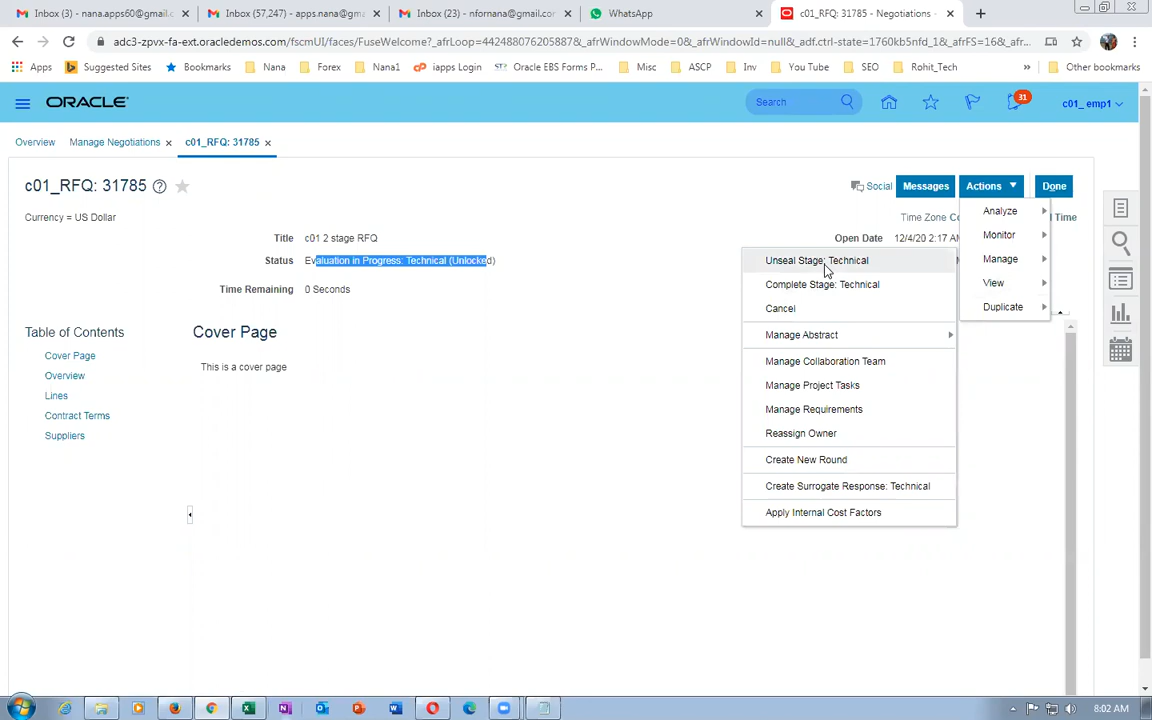 Inbox (3) - nana.apps60@gmail.c
Inbox (57,247) - apps.nana@gma
Inbox (23) - nfornana@gmail.co
WhatsApp
c01_RFQ: 31785 - Negotiations -
adc3-zpvx-fa-ext.oracledemos.com/fscmUI/faces/FuseWelcome?_afrLoop=442488076205887&_afrWindowMode=0&_afrWindowId=null&_adf.ctrl-state=1760kb5nfd_1&_afrFS=16&_afr...
Apps
Suggested Sites
Bookmarks
Nana
Forex
Nana1
iapps Login
Oracle EBS Forms P...
Misc
ASCP
Inv
You Tube
SEO
Rohit_Tech
»
Other bookmarks
ORACLE
Search
31
c01_ emp1
Overview
Manage Negotiations
c01_RFQ: 31785
c01_RFQ: 31785
Social
Messages
Actions
Done
Currency = US Dollar
Time Zone Co
Time
Title c01 2 stage RFQ
Open Date 12/4/20 2:17 AM
Status Evaluation in Progress: Technical (Unlocked)
Time Remaining 0 Seconds
Analyze
Monitor
Manage
View
Duplicate
Unseal Stage: Technical
Complete Stage: Technical
Cancel
Manage Abstract
Manage Collaboration Team
Manage Project Tasks
Manage Requirements
Reassign Owner
Create New Round
Create Surrogate Response: Technical
Apply Internal Cost Factors
Table of Contents
Cover Page
Overview
Lines
Contract Terms
Suppliers
Cover Page
This is a cover page
8:02 AM